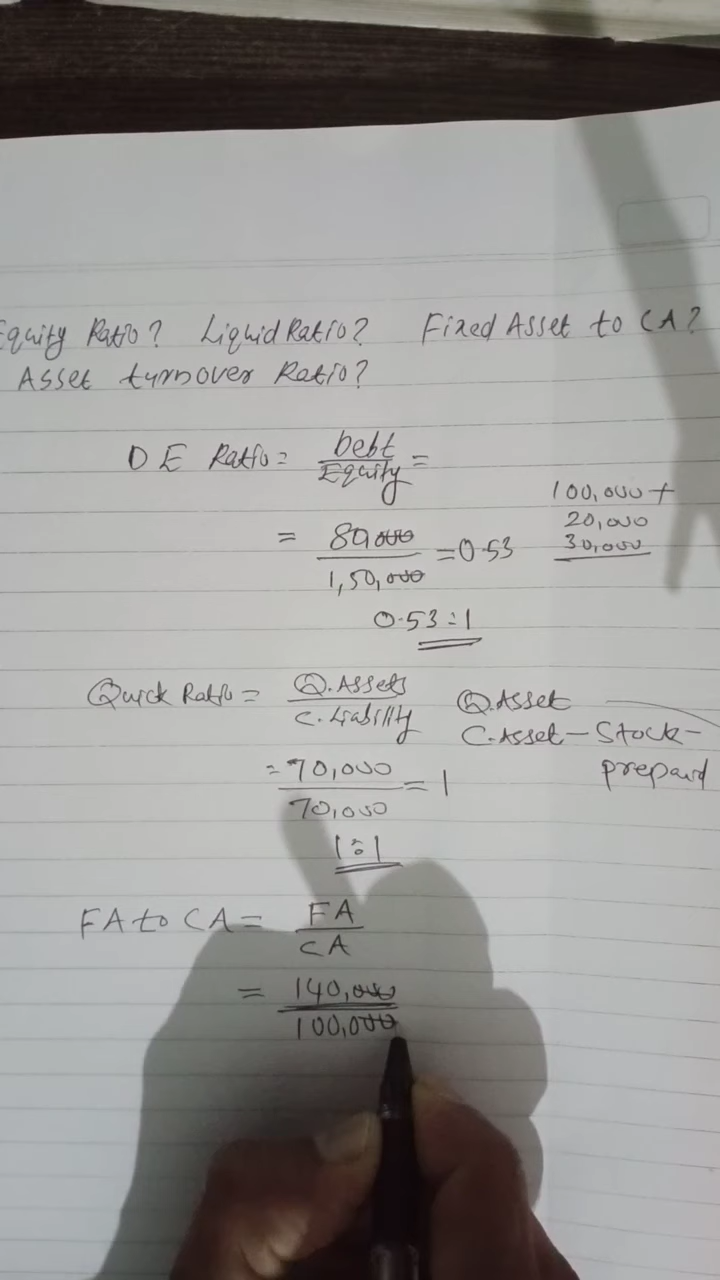 Equity Ratio? Liquid Ratio? Fixed Asset to CA?
Asset turnover Ratio?
DE Ratio = Debt
Equity =
100,000 +
20,000
30,000
= 80,000
1,50,000 = 0.53
0.53 : 1
Quick Ratio = Q. Assets
C. Liability
Q. Asset
C. Asset - Stock -
prepaid
= 70,000
70,000 = 1
1 : 1
FA to CA = FA
CA
= 140,000
100,000